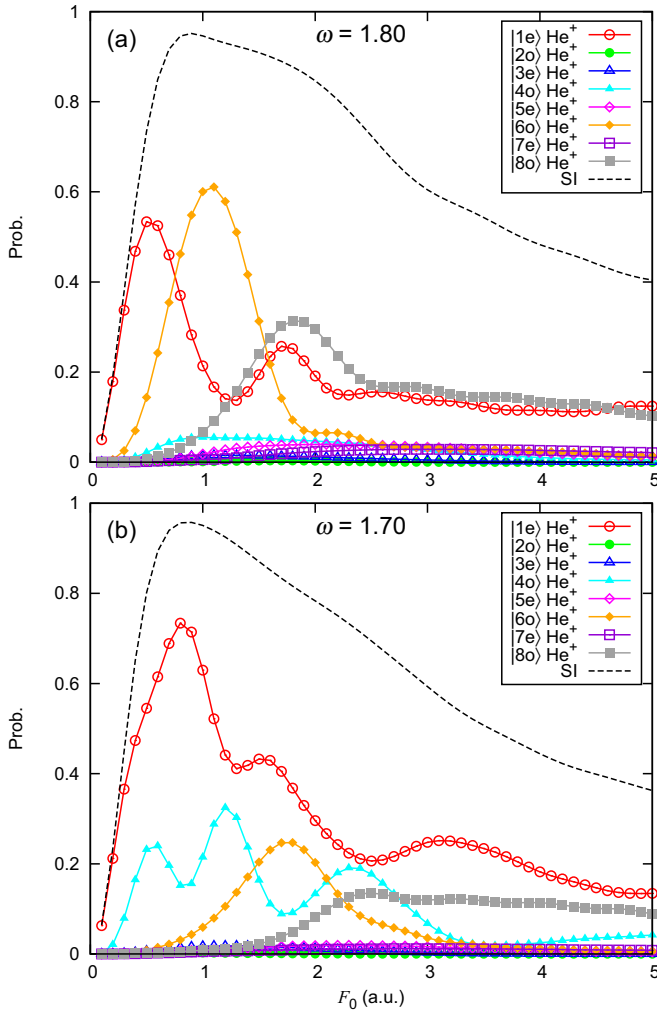 (a)
ω = 1.80
|1e⟩ He⁺
|2o⟩ He⁺
|3e⟩ He⁺
|4o⟩ He⁺
|5e⟩ He⁺
|6o⟩ He⁺
|7e⟩ He⁺
|8o⟩ He⁺
SI
Prob.
1
0.8
0.6
0.4
0.2
0
0 1 2 3 4 5
(b)
ω = 1.70
|1e⟩ He⁺
|2o⟩ He⁺
|3e⟩ He⁺
|4o⟩ He⁺
|5e⟩ He⁺
|6o⟩ He⁺
|7e⟩ He⁺
|8o⟩ He⁺
SI
Prob.
1
0.8
0.6
0.4
0.2
0
0 1 2 3 4 5
F₀ (a.u.)